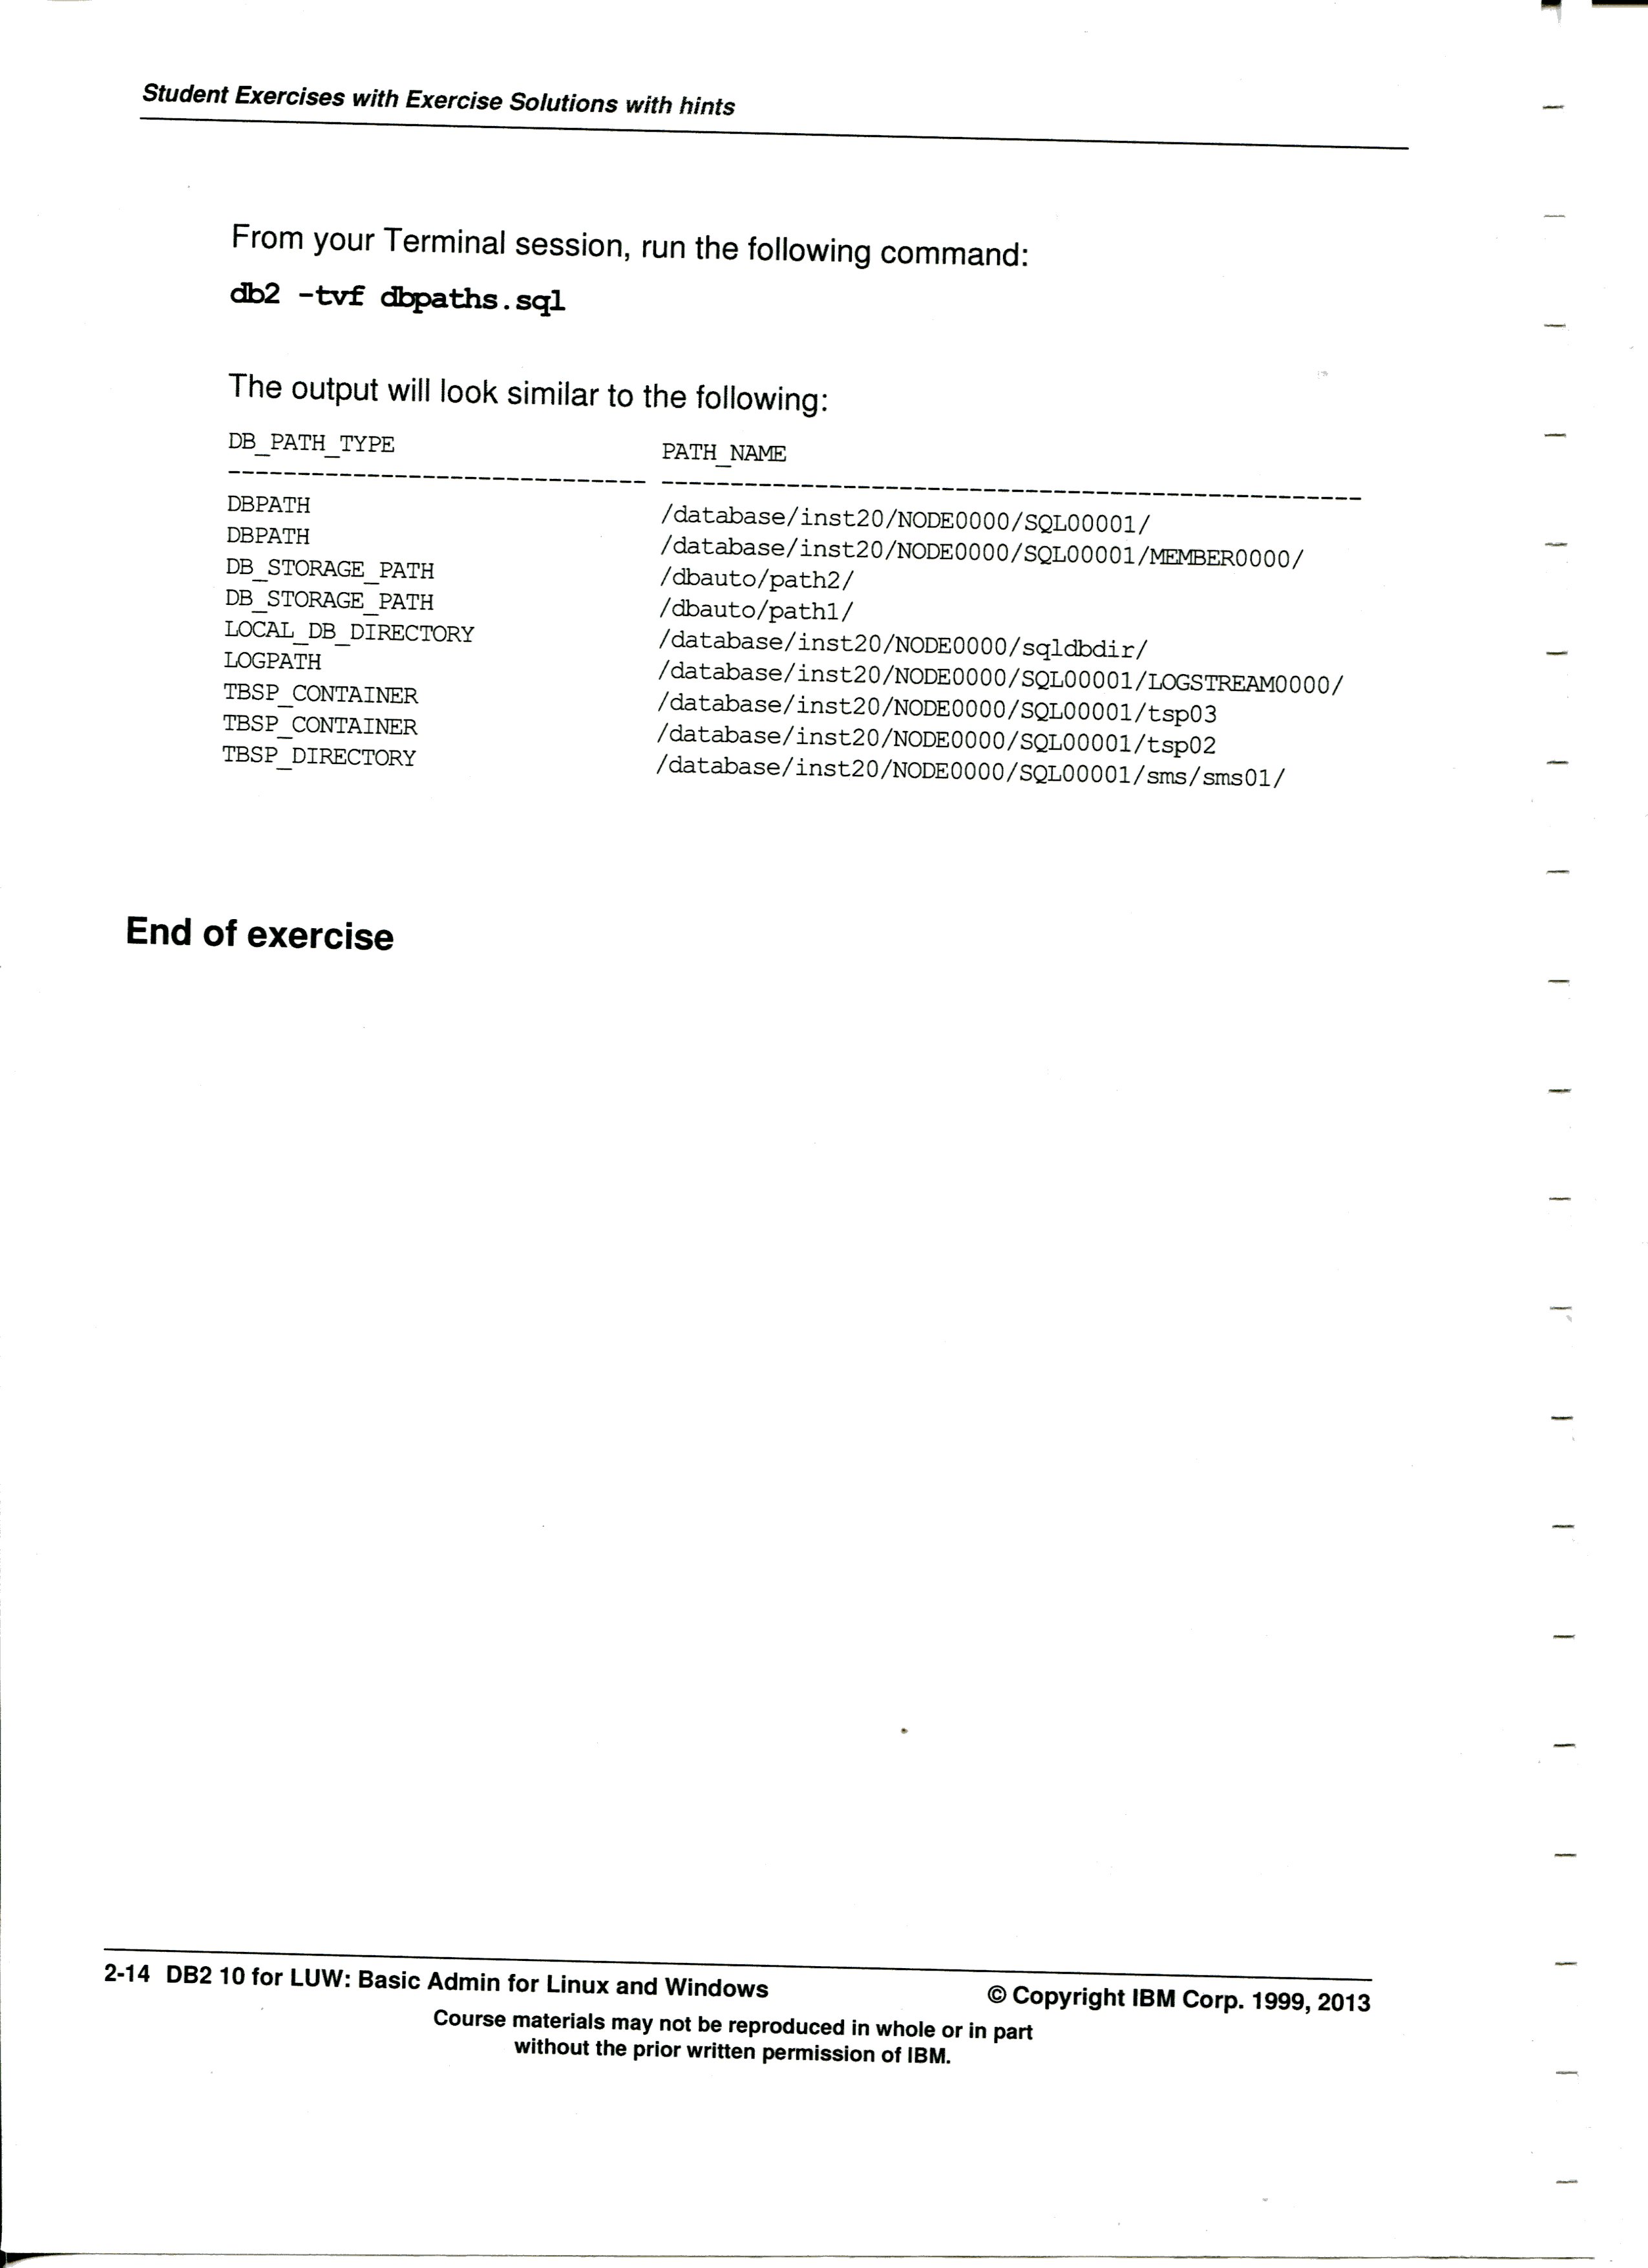 Student Exercises with Exercise Solutions with hints
From your Terminal session, run the following command:
db2 -tvf dbpaths.sql
The output will look similar to the following:
DB_PATH_TYPE PATH_NAME
------------------------------ --------------------------------------------------
DBPATH /database/inst20/NODE0000/SQL00001/
DBPATH /database/inst20/NODE0000/SQL00001/MEMBER0000/
DB_STORAGE_PATH /dbauto/path2/
DB_STORAGE_PATH /dbauto/path1/
LOCAL_DB_DIRECTORY /database/inst20/NODE0000/sqldbdir/
LOGPATH /database/inst20/NODE0000/SQL00001/LOGSTREAM0000/
TBSP_CONTAINER /database/inst20/NODE0000/SQL00001/tsp03
TBSP_CONTAINER /database/inst20/NODE0000/SQL00001/tsp02
TBSP_DIRECTORY /database/inst20/NODE0000/SQL00001/sms/sms01/
End of exercise
2-14 DB2 10 for LUW: Basic Admin for Linux and Windows © Copyright IBM Corp. 1999, 2013
Course materials may not be reproduced in whole or in part
without the prior written permission of IBM.